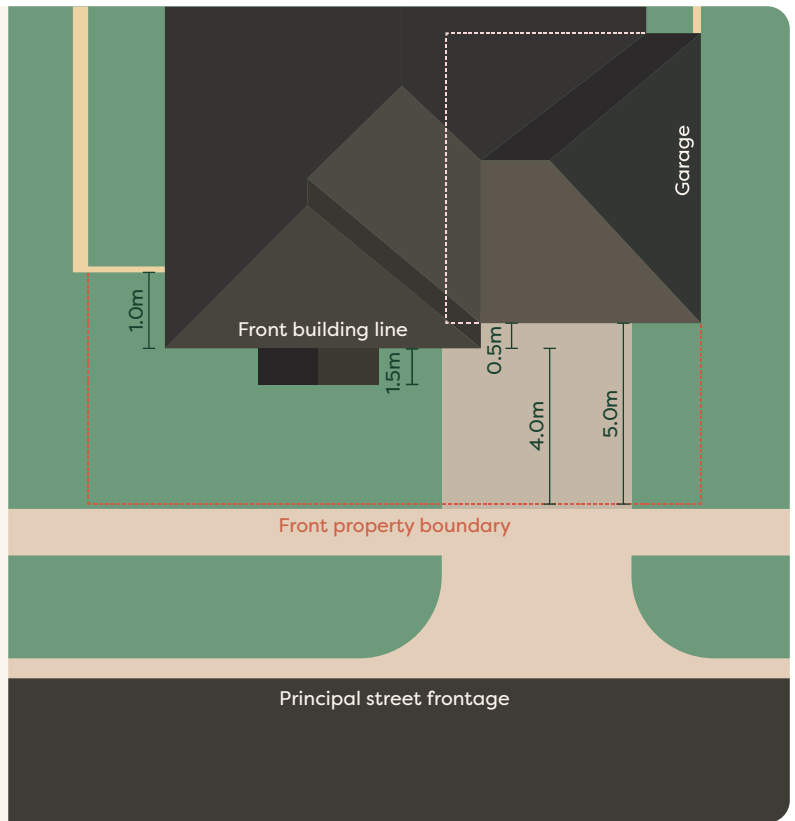 Garage
1.0m
Front building line
0.5m
1.5m
4.0m
5.0m
Front property boundary
Principal street frontage